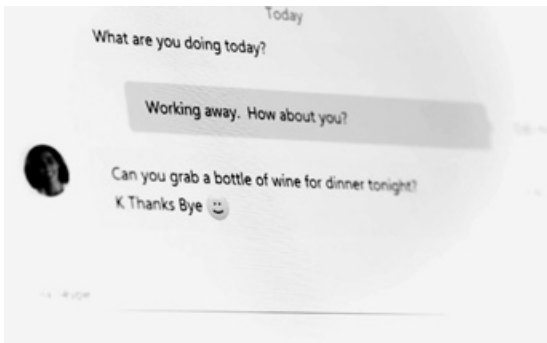 Today
What are you doing today?
Working away. How about you?
Can you grab a bottle of wine for dinner tonight?
K Thanks Bye